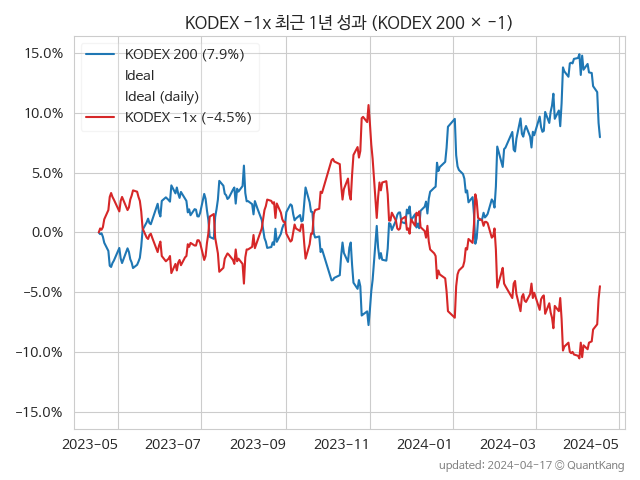 KODEX −1x 최근 1년 성과 (KODEX 200 × −1)
15.0%
10.0%
5.0%
0.0%
−5.0%
−10.0%
−15.0%
KODEX 200 (7.9%)
Ideal
Ideal (daily)
KODEX −1x (−4.5%)
2023−05 2023−07 2023−09 2023−11 2024−01 2024−03 2024−05
updated: 2024−04−17 © QuantKang